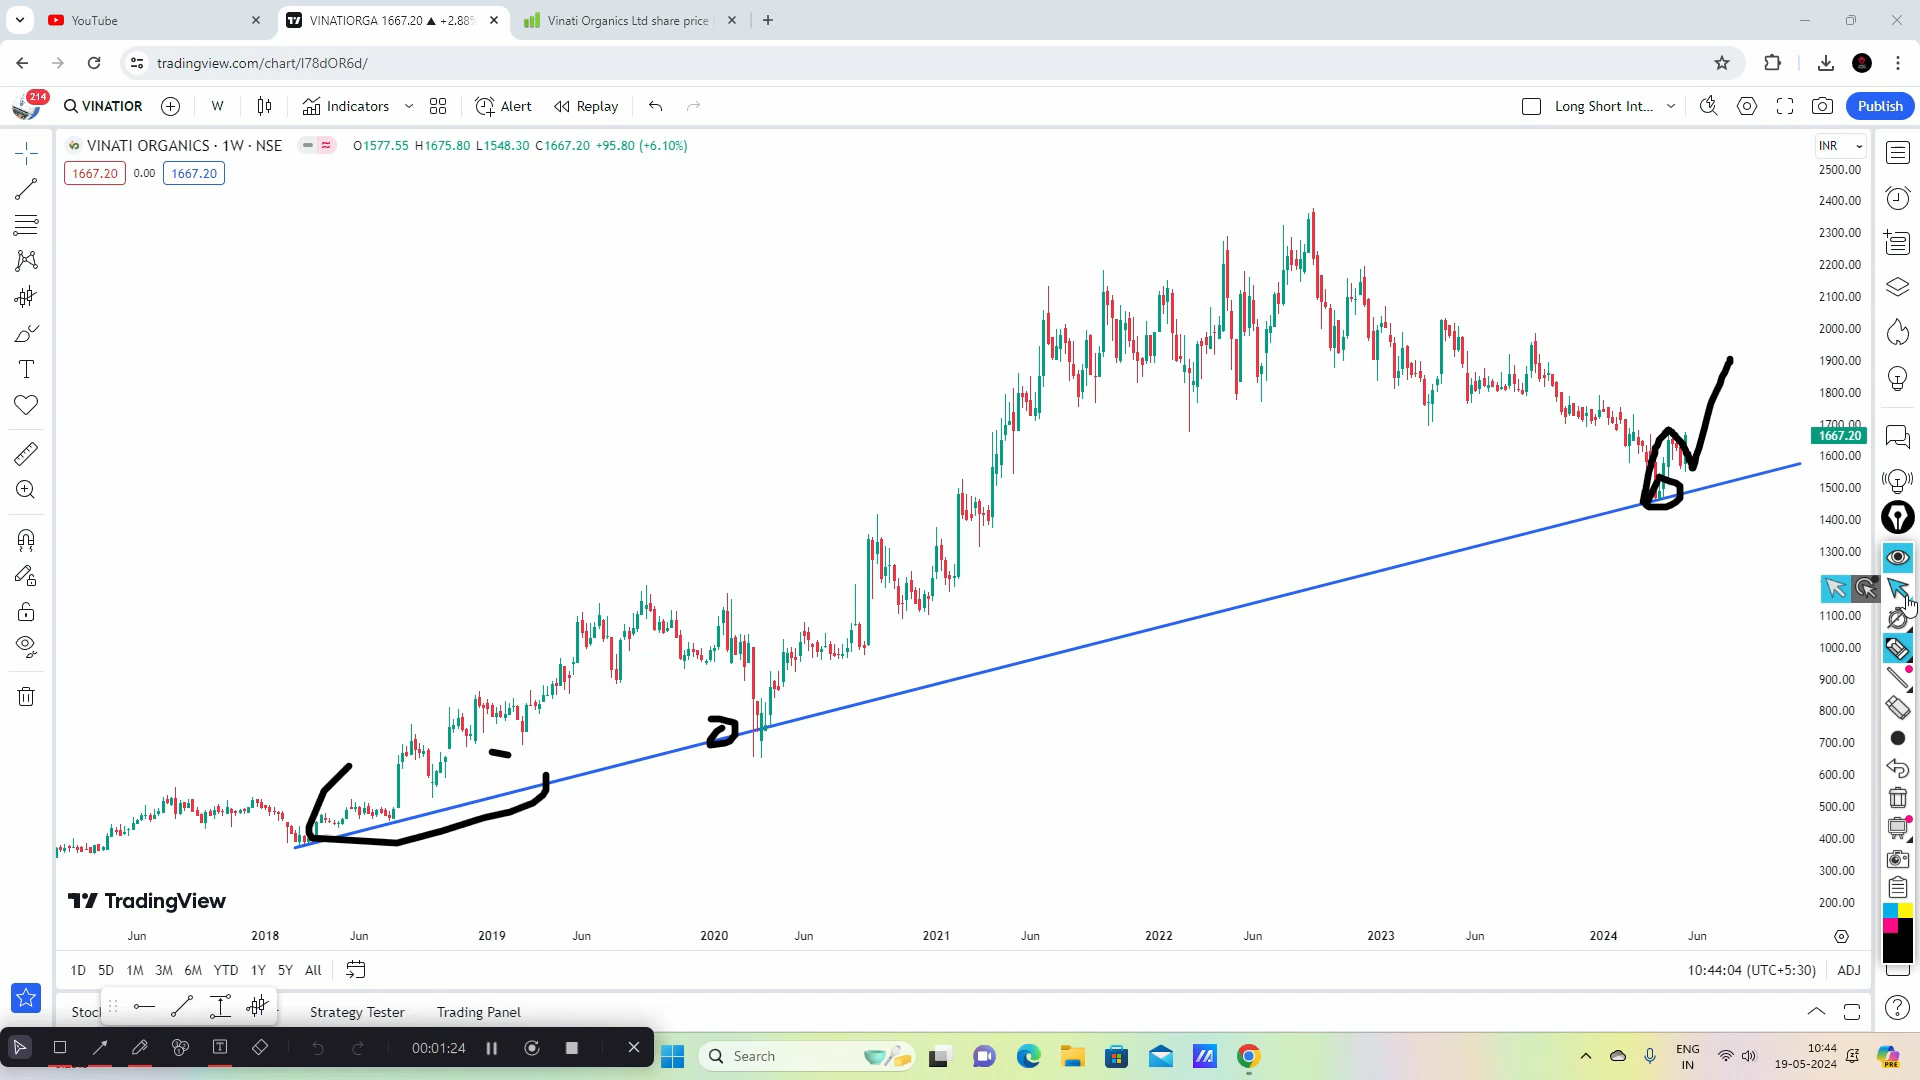 YouTube
VINATIORGA 1667.20 ▲ +2.88%
Vinati Organics Ltd share price
tradingview.com/chart/I78dOR6d/
214
VINATIOR
W
Indicators
Alert
Replay
Long Short Int...
Publish
VINATI ORGANICS · 1W · NSE
O1577.55 H1675.80 L1548.30 C1667.20 +95.80 (+6.10%)
INR
1667.20 0.00 1667.20
2500.00
2400.00
2300.00
2200.00
2100.00
2000.00
1900.00
1800.00
1700.00
1667.20
1600.00
1500.00
1400.00
1300.00
1100.00
1000.00
900.00
800.00
700.00
600.00
500.00
400.00
300.00
200.00
TradingView
Jun 2018 Jun 2019 Jun 2020 Jun 2021 Jun 2022 Jun 2023 Jun 2024 Jun
1D 5D 1M 3M 6M YTD 1Y 5Y All
10:44:04 (UTC+5:30) ADJ
Stoc
Strategy Tester
Trading Panel
00:01:24
Search
ENG
IN
10:44
19-05-2024
PRE